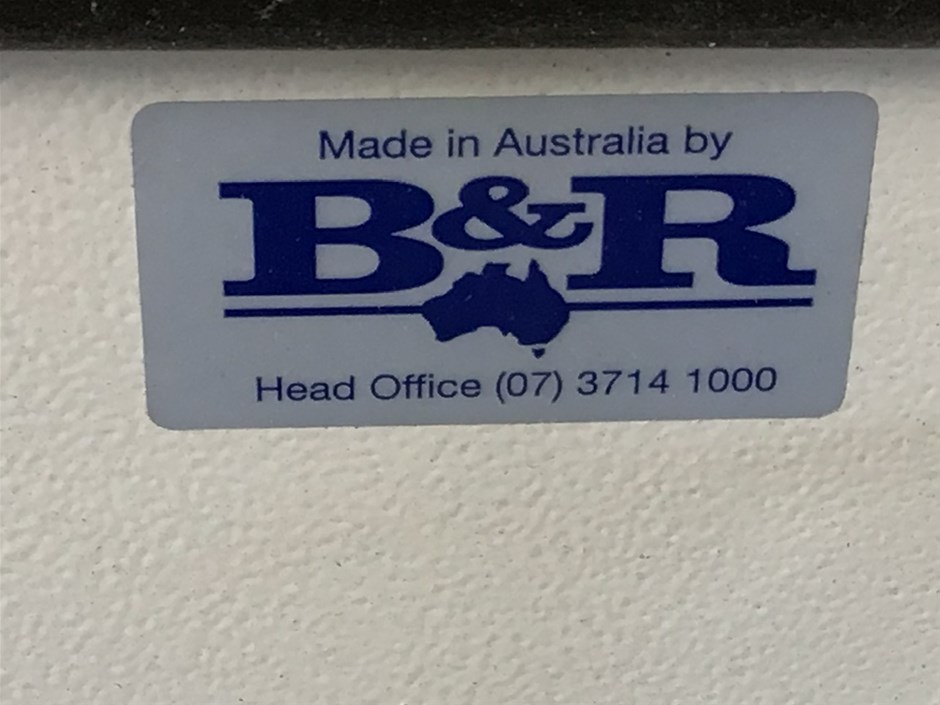 Made in Australia by
B&R
Head Office (07) 3714 1000